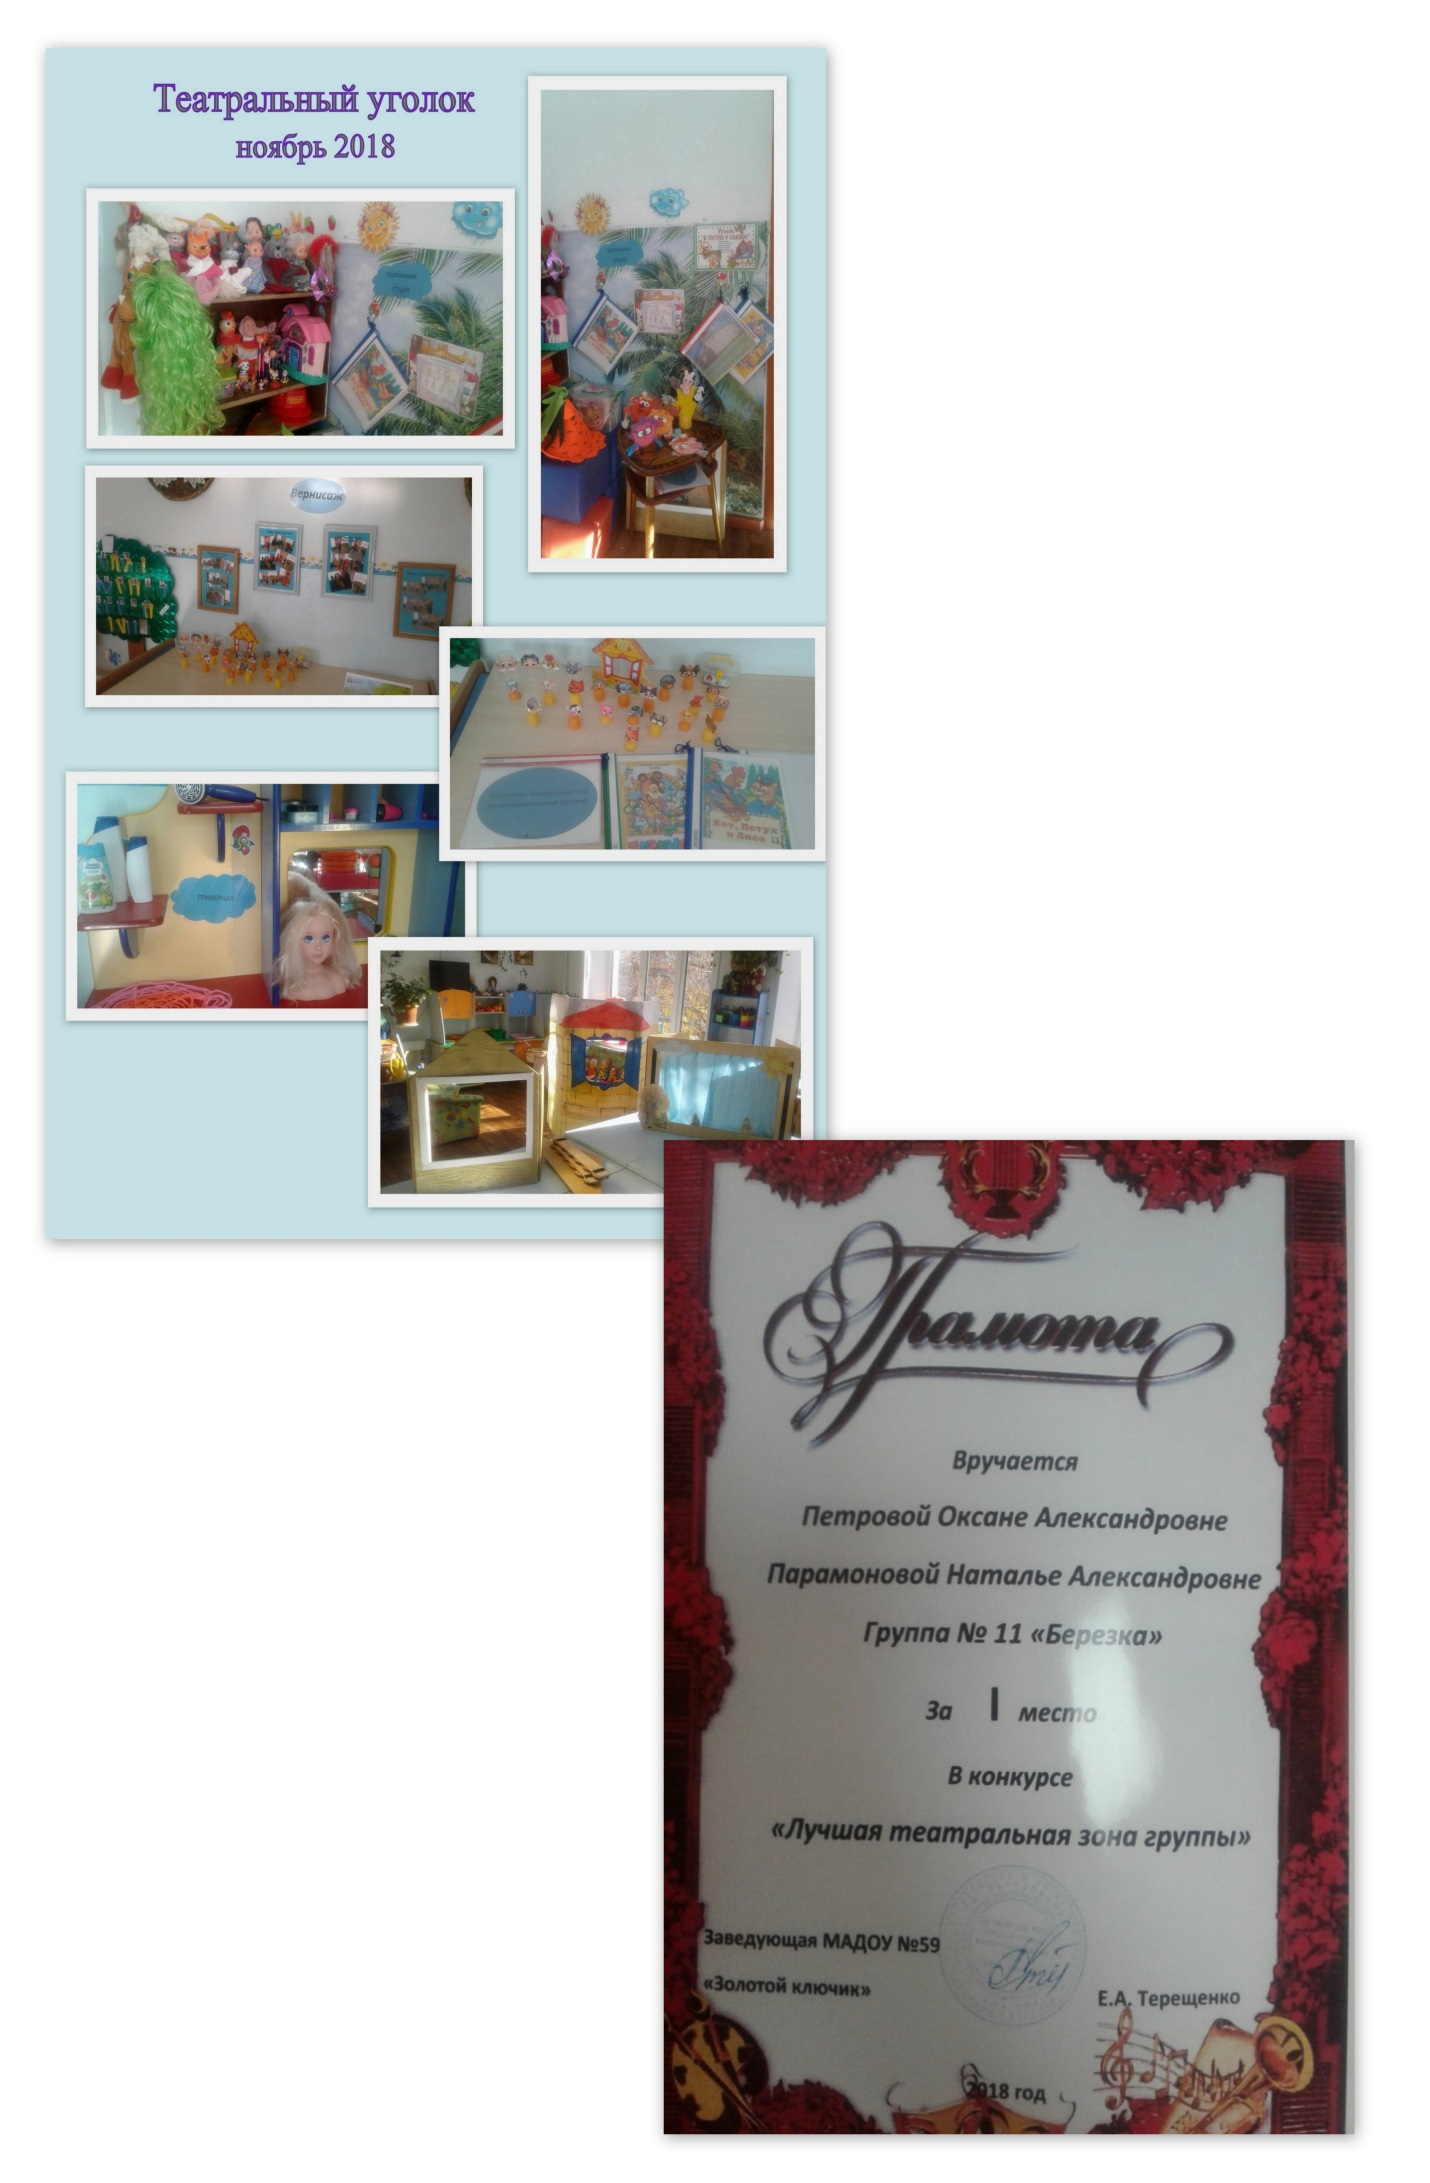 Театральный уголок
ноябрь 2018
Вернисаж
ГРИМЕРНАЯ
Кот, Петух
и Лиса
Грамота
Вручается
Петровой Оксане Александровне
Парамоновой Наталье Александровне
Группа № 11 «Березка»
За I место
В конкурсе
«Лучшая театральная зона группы»
Заведующая МАДОУ №59
«Золотой ключик»
Е.А. Терещенко
2018 год